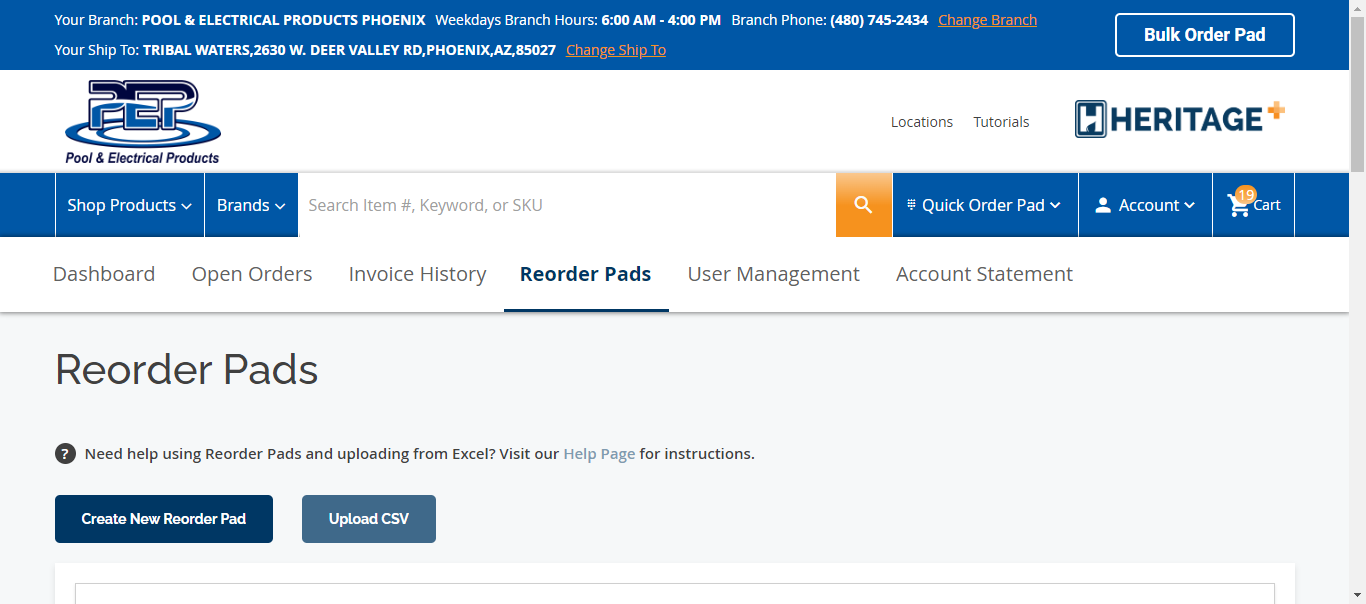 Your Branch: POOL & ELECTRICAL PRODUCTS PHOENIX Weekdays Branch Hours: 6:00 AM - 4:00 PM Branch Phone: (480) 745-2434 Change Branch
Your Ship To: TRIBAL WATERS,2630 W. DEER VALLEY RD,PHOENIX,AZ,85027 Change Ship To
Bulk Order Pad
PEP
Pool & Electrical Products
Locations Tutorials
H HERITAGE+
Shop Products Brands Search Item #, Keyword, or SKU Quick Order Pad Account 19 Cart
Dashboard Open Orders Invoice History Reorder Pads User Management Account Statement
Reorder Pads
? Need help using Reorder Pads and uploading from Excel? Visit our Help Page for instructions.
Create New Reorder Pad Upload CSV